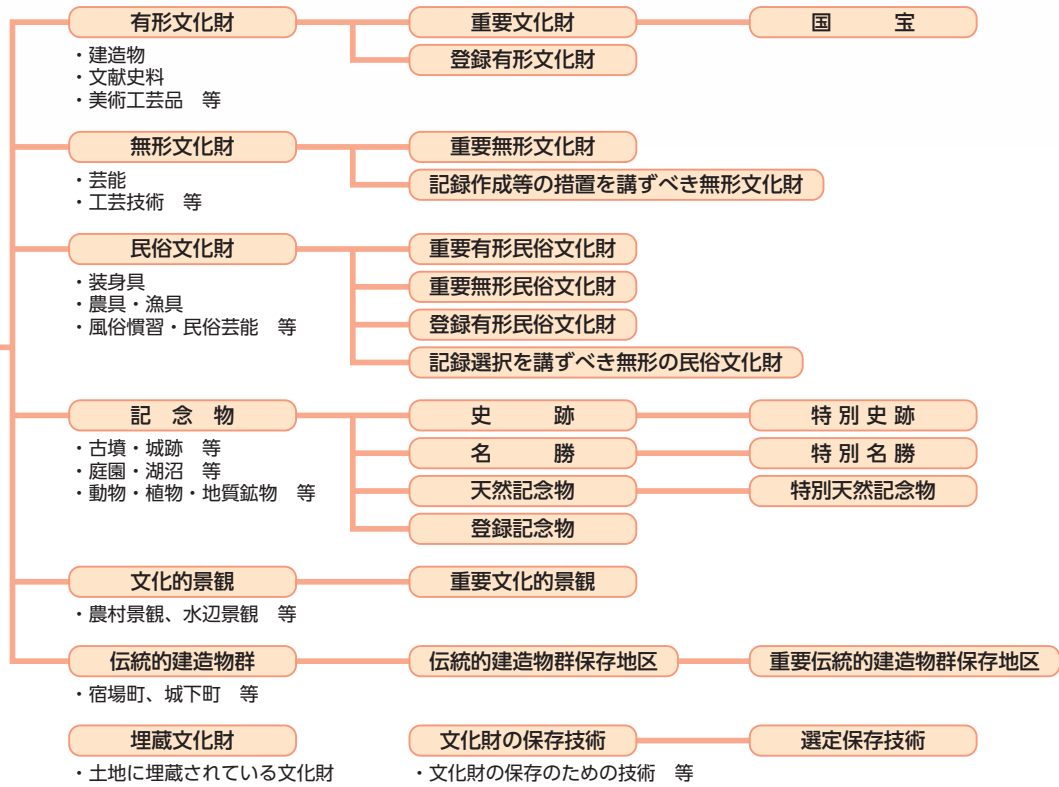 有形文化財
重要文化財
国　宝
・建造物
・文献史料
・美術工芸品　等
登録有形文化財
無形文化財
重要無形文化財
・芸能
・工芸技術　等
記録作成等の措置を講ずべき無形文化財
民俗文化財
重要有形民俗文化財
・装身具
・農具・漁具
・風俗慣習・民俗芸能　等
重要無形民俗文化財
登録有形民俗文化財
記録選択を講ずべき無形の民俗文化財
記　念　物
史　跡
特 別 史 跡
・古墳・城跡　等
・庭園・湖沼　等
・動物・植物・地質鉱物　等
名　勝
特 別 名 勝
天然記念物
特別天然記念物
登録記念物
文化的景観
重要文化的景観
・農村景観、水辺景観　等
伝統的建造物群
伝統的建造物群保存地区
重要伝統的建造物群保存地区
・宿場町、城下町　等
埋蔵文化財
文化財の保存技術
選定保存技術
・土地に埋蔵されている文化財
・文化財の保存のための技術　等